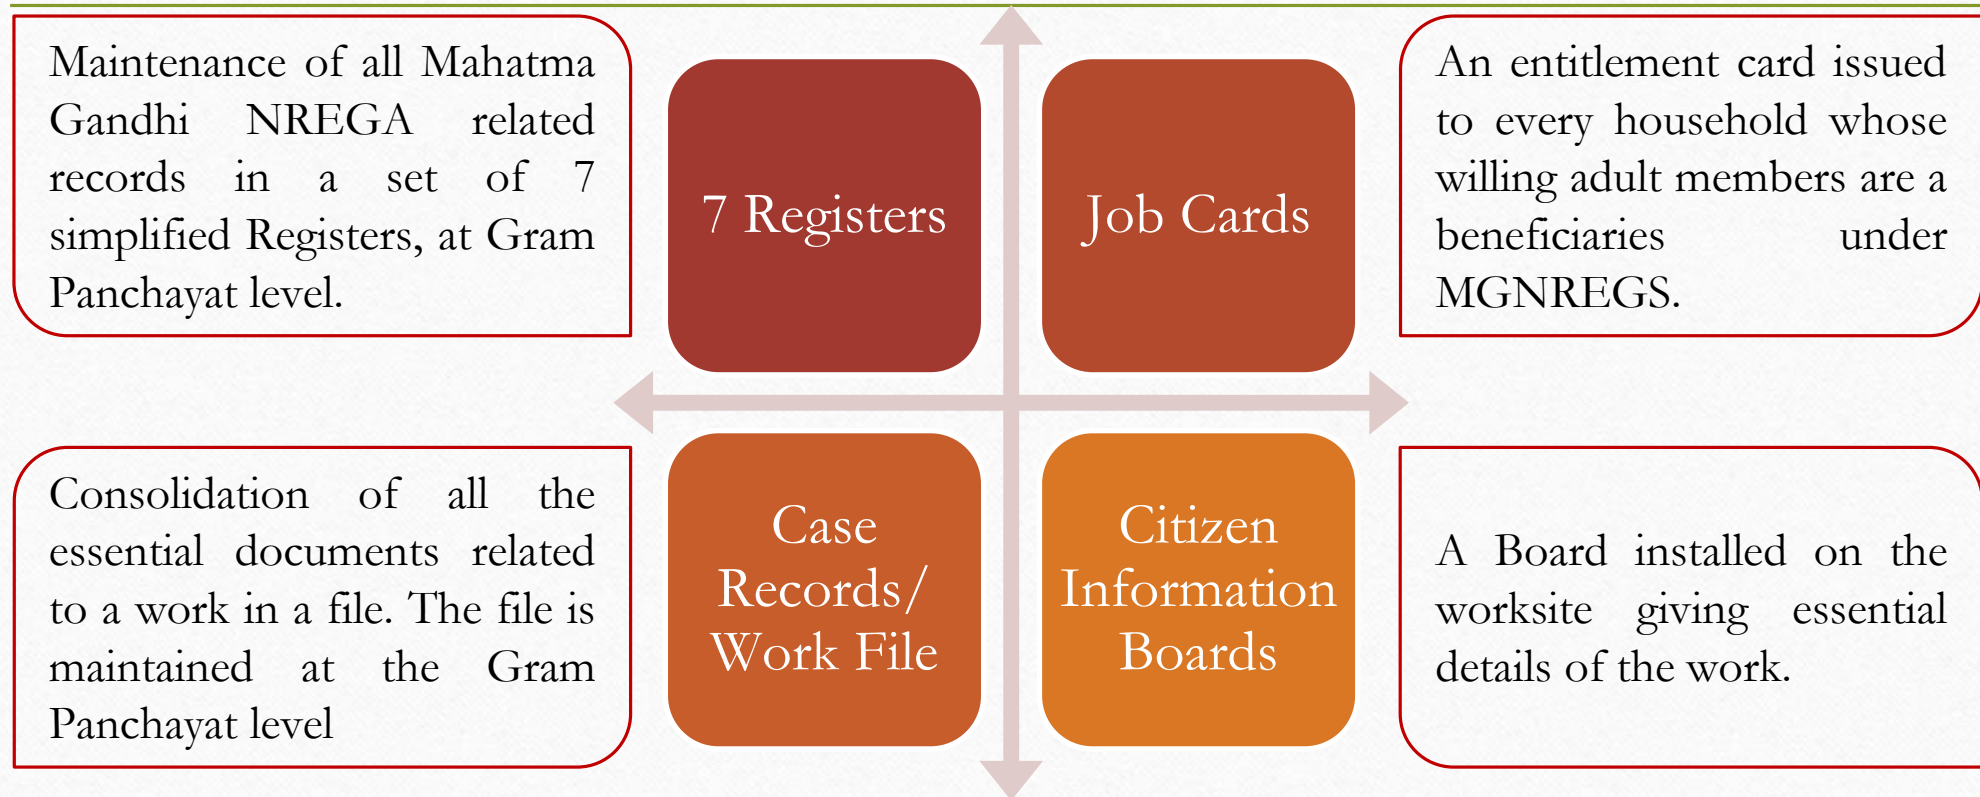 Maintenance of all Mahatma
Gandhi NREGA related
records in a set of 7
simplified Registers, at Gram
Panchayat level.
7 Registers
Job Cards
An entitlement card issued
to every household whose
willing adult members are a
beneficiaries under
MGNREGS.
Consolidation of all the
essential documents related
to a work in a file. The file is
maintained at the Gram
Panchayat level
Case
Records/
Work File
Citizen
Information
Boards
A Board installed on the
worksite giving essential
details of the work.